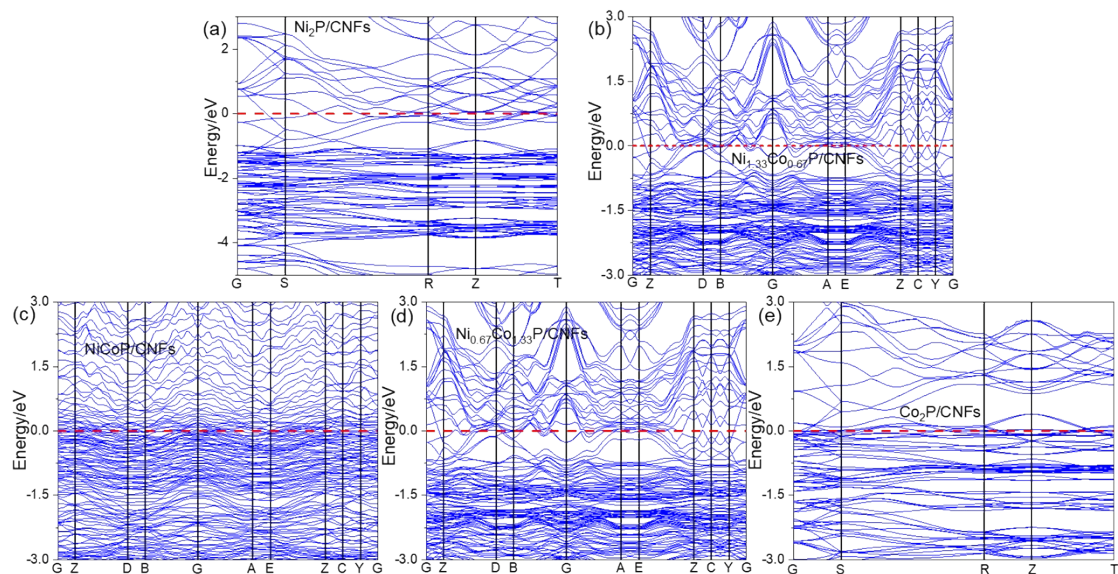 (a)
Ni₂P/CNFs
Energy/eV
2
0
-2
-4
G S R Z T
(b)
Ni₁.₃₃Co₀.₆₇P/CNFs
Energy/eV
3.0
1.5
0.0
-1.5
-3.0
G Z D B G A E Z C Y G
(c)
NiCoP/CNFs
Energy/eV
3.0
1.5
0.0
-1.5
-3.0
G Z D B G A E Z C Y G
(d)
Ni₀.₆₇Co₁.₃₃P/CNFs
Energy/eV
3.0
1.5
0.0
-1.5
-3.0
G Z D B G A E Z C Y G
(e)
Co₂P/CNFs
Energy/eV
3.0
1.5
0.0
-1.5
-3.0
G S R Z T